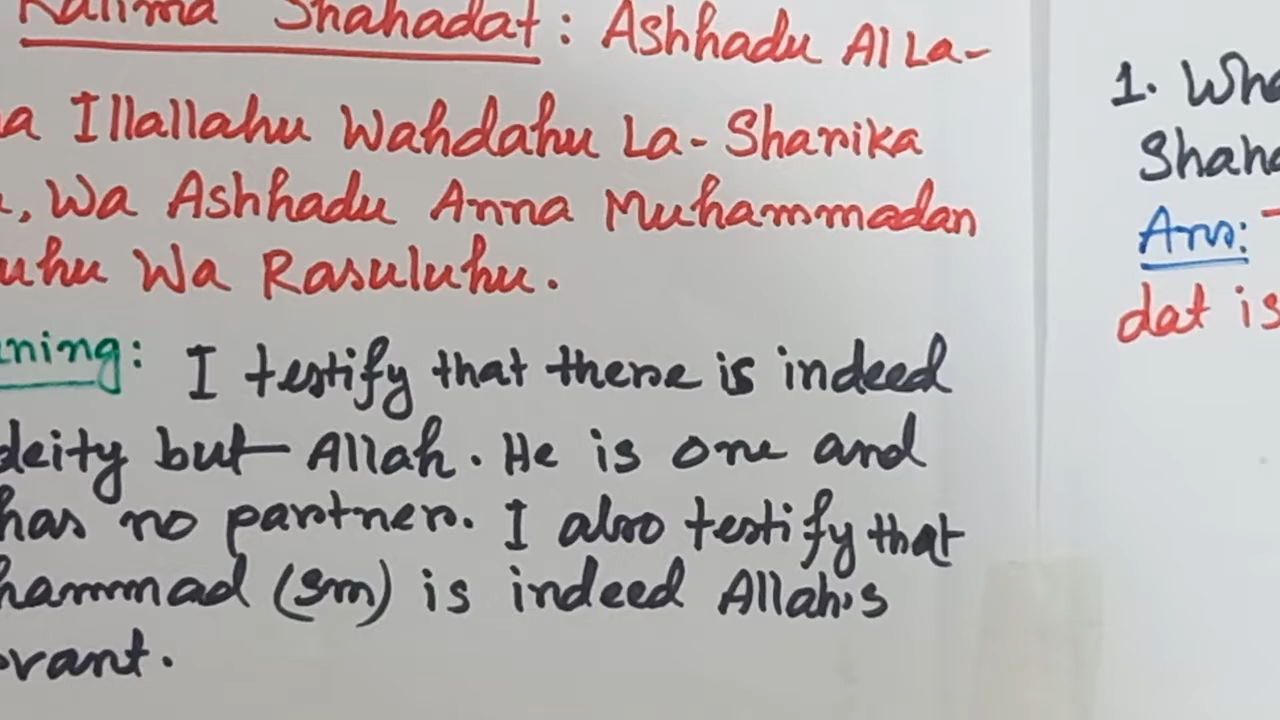 Kalima Shahadat: Ashhadu Al La-
a Illallahu Wahdahu La-Sharika
, Wa Ashhadu Anna Muhammadan
uhu Wa Rasuluhu.
ning: I testify that there is indeed
deity but Allah. He is one and
has no partner. I also testify that
hammad (sm) is indeed Allah's
vant.
1. Wha
Shaha
Ans:
dat is